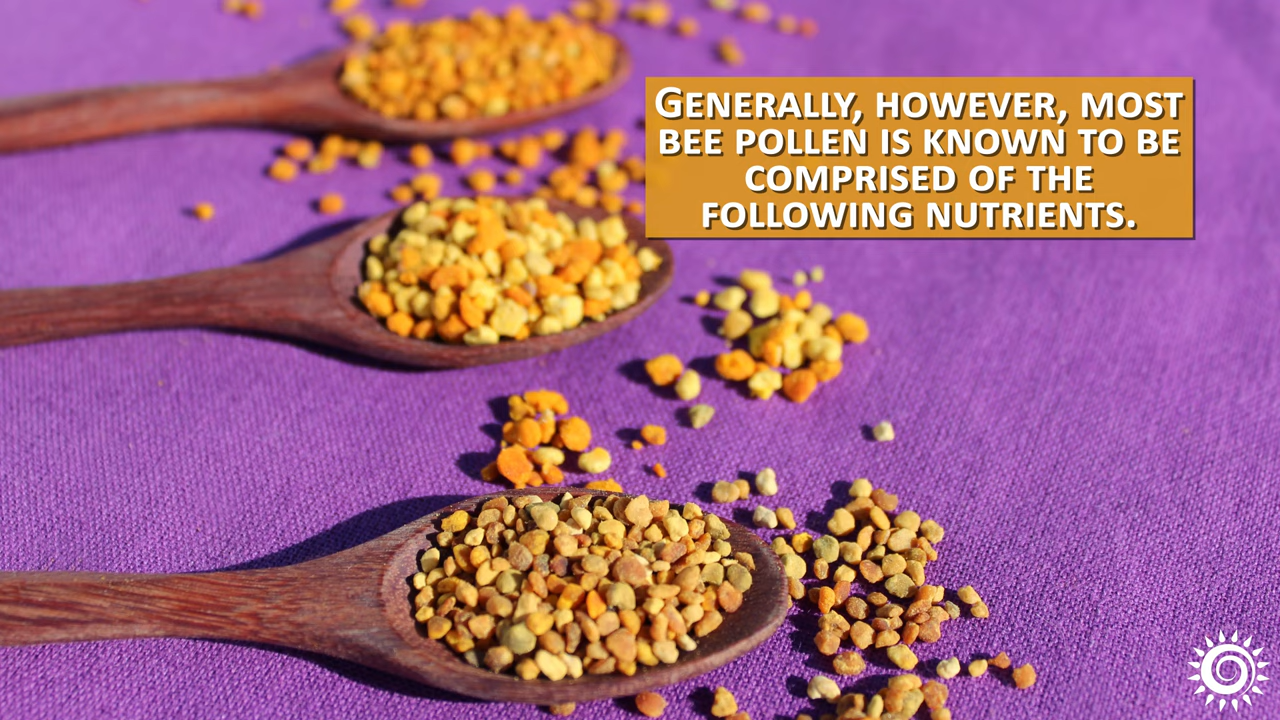 GENERALLY, HOWEVER, MOST
BEE POLLEN IS KNOWN TO BE
COMPRISED OF THE
FOLLOWING NUTRIENTS.